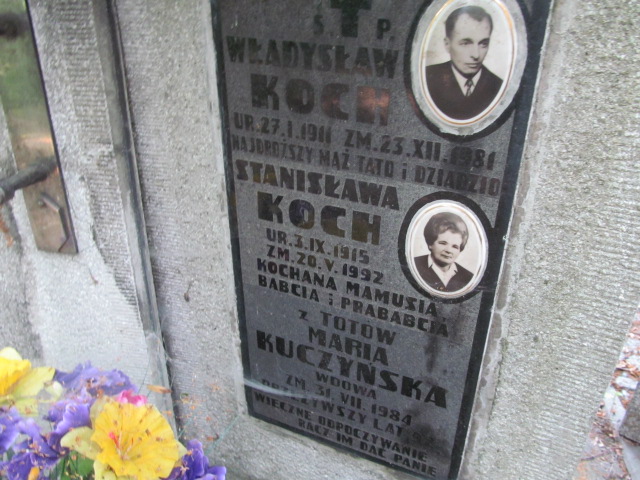 Ś. P.
WŁADYSŁAW
KOCH
UR. 27. I. 1911 ZM. 23. XII. 1981
NAJDROŻSZY MĄŻ TATO i DZIADZIO
STANISŁAWA
KOCH
UR. 3. IX. 1915
ZM. 20. V. 1992
KOCHANA MAMUSIA
BABCIA i PRABABCIA
z TOTÓW
MARIA
KUCZYŃSKA
WDOWA
ZM. 31. VII. 1984
PRZEŻYWSZY LAT
WIECZNE ODPOCZYWANIE
RACZ IM DAĆ PANIE